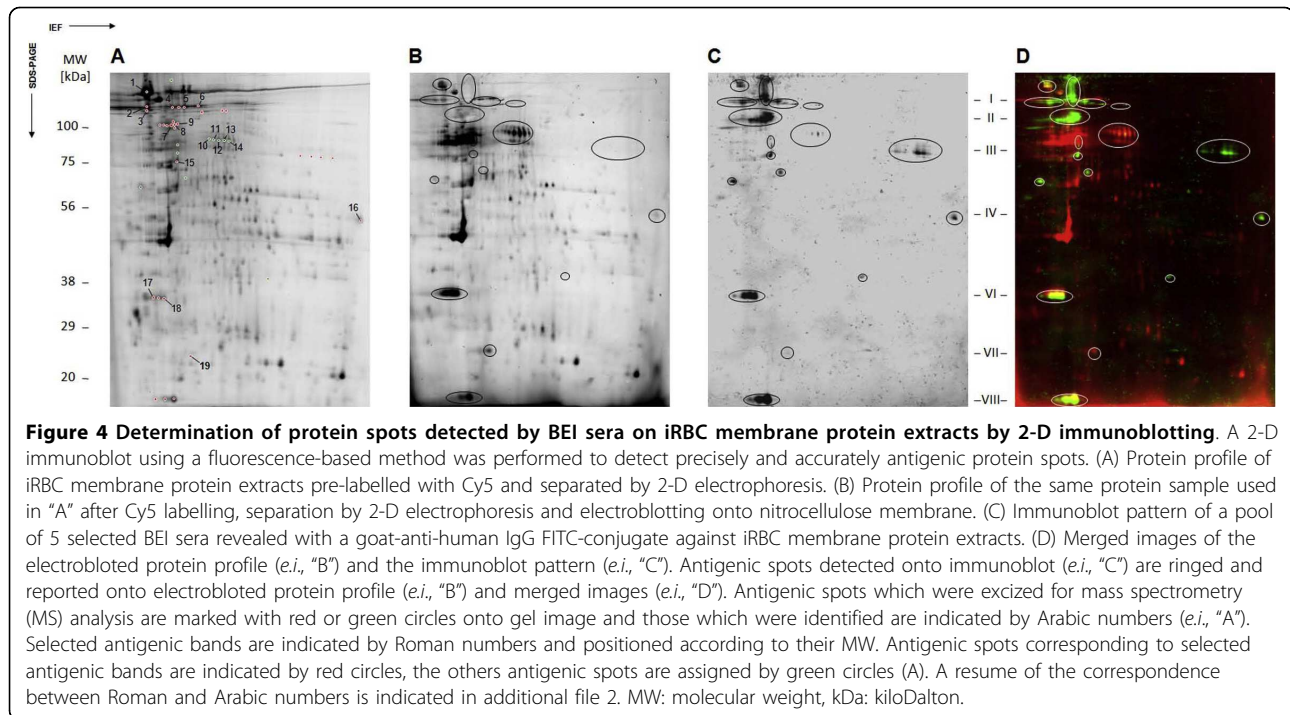 IEF
SDS-PAGE
MW
[kDa]
A
B
C
D
100
75
56
38
29
20
1
2
3
4
5
6
7
8
9
10
11
12
13
14
15
16
17
18
19
– I –
– II –
– III –
– IV –
– VI –
– VII –
–VIII–
Figure 4 Determination of protein spots detected by BEI sera on iRBC membrane protein extracts by 2-D immunoblotting. A 2-D
immunoblot using a fluorescence-based method was performed to detect precisely and accurately antigenic protein spots. (A) Protein profile of
iRBC membrane protein extracts pre-labelled with Cy5 and separated by 2-D electrophoresis. (B) Protein profile of the same protein sample used
in “A” after Cy5 labelling, separation by 2-D electrophoresis and electroblotting onto nitrocellulose membrane. (C) Immunoblot pattern of a pool
of 5 selected BEI sera revealed with a goat-anti-human IgG FITC-conjugate against iRBC membrane protein extracts. (D) Merged images of the
electrobloted protein profile (e.i., “B”) and the immunoblot pattern (e.i., “C”). Antigenic spots detected onto immunoblot (e.i., “C”) are ringed and
reported onto electrobloted protein profile (e.i., “B”) and merged images (e.i., “D”). Antigenic spots which were excized for mass spectrometry
(MS) analysis are marked with red or green circles onto gel image and those which were identified are indicated by Arabic numbers (e.i., “A”).
Selected antigenic bands are indicated by Roman numbers and positioned according to their MW. Antigenic spots corresponding to selected
antigenic bands are indicated by red circles, the others antigenic spots are assigned by green circles (A). A resume of the correspondence
between Roman and Arabic numbers is indicated in additional file 2. MW: molecular weight, kDa: kiloDalton.